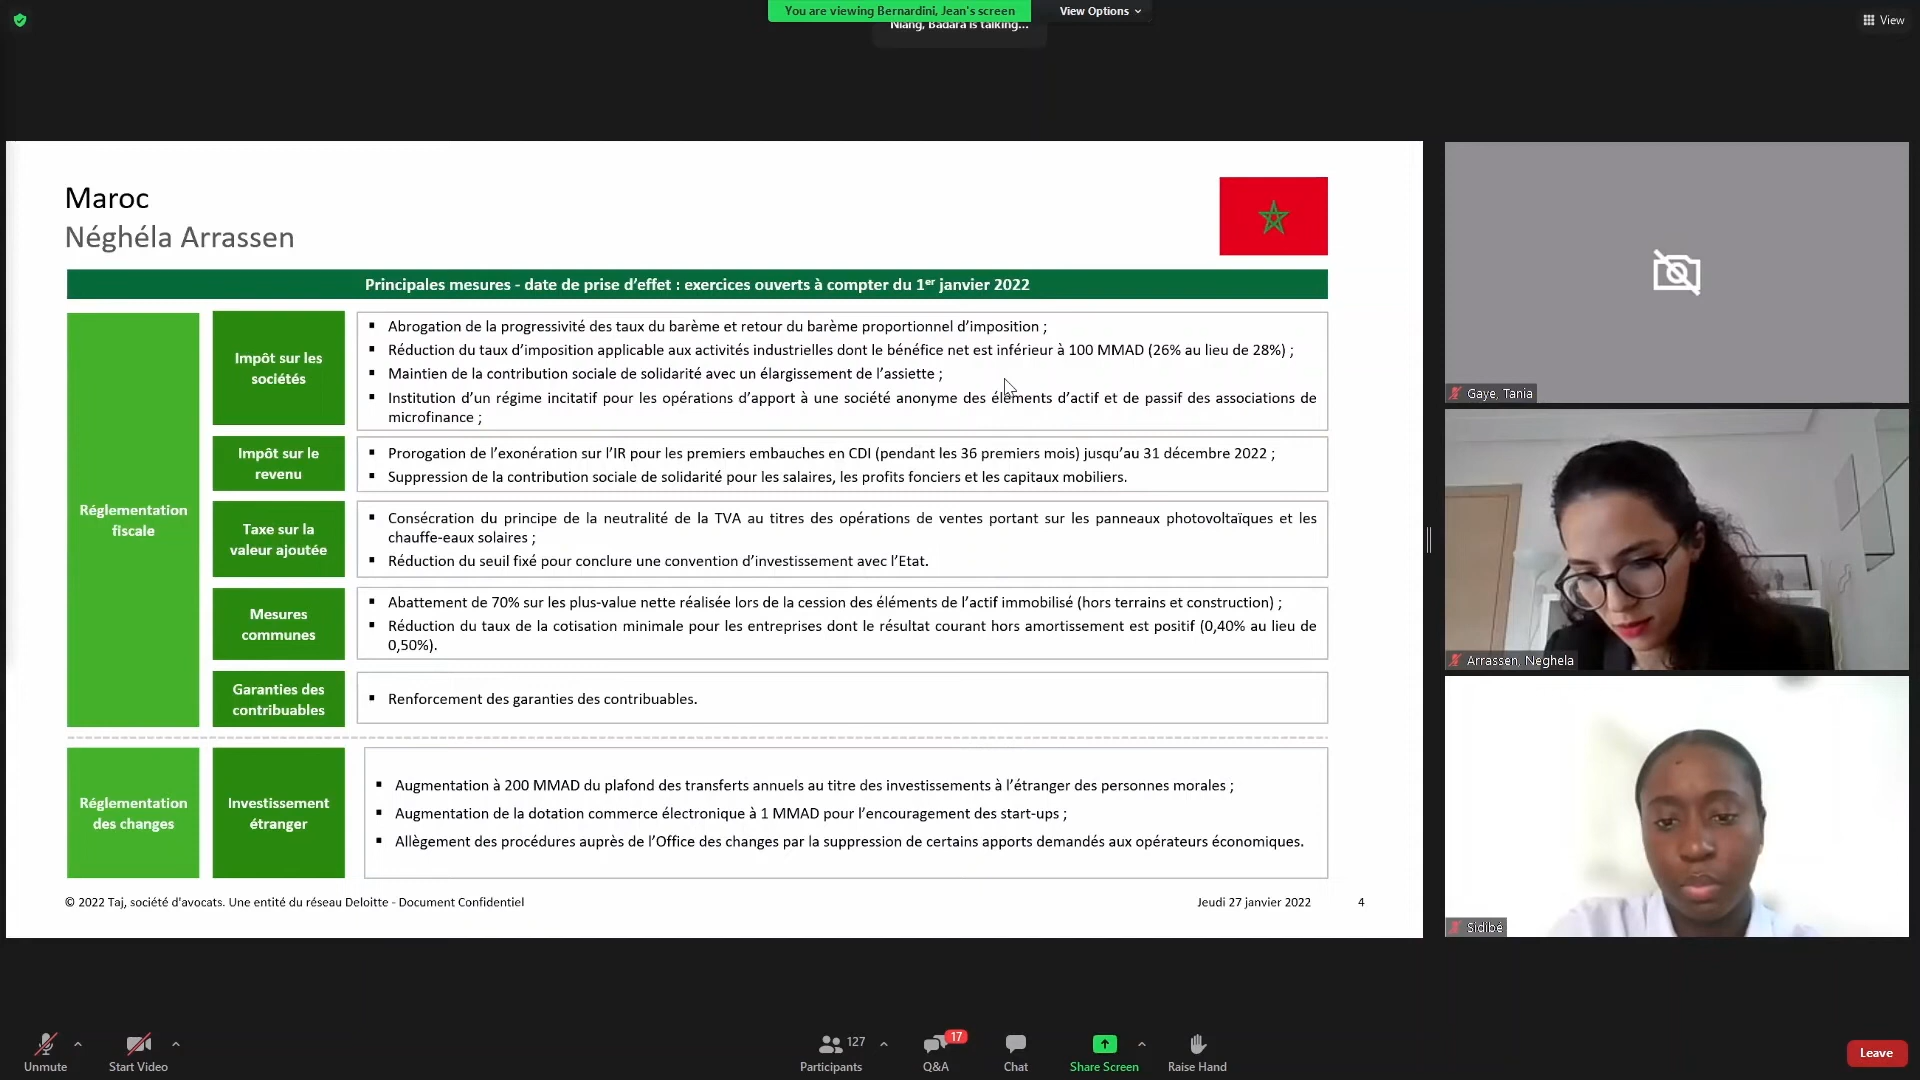 You are viewing Bernardini, Jean's screen
View Options
Niang, Badara is talking...
View
Maroc
Néghéla Arrassen
Principales mesures - date de prise d’effet : exercices ouverts à compter du 1er janvier 2022
Réglementation
fiscale
Impôt sur les
sociétés
▪ Abrogation de la progressivité des taux du barème et retour du barème proportionnel d’imposition ;
▪ Réduction du taux d’imposition applicable aux activités industrielles dont le bénéfice net est inférieur à 100 MMAD (26% au lieu de 28%) ;
▪ Maintien de la contribution sociale de solidarité avec un élargissement de l’assiette ;
▪ Institution d’un régime incitatif pour les opérations d’apport à une société anonyme des éléments d’actif et de passif des associations de
microfinance ;
Impôt sur le
revenu
▪ Prorogation de l’exonération sur l’IR pour les premiers embauches en CDI (pendant les 36 premiers mois) jusqu’au 31 décembre 2022 ;
▪ Suppression de la contribution sociale de solidarité pour les salaires, les profits fonciers et les capitaux mobiliers.
Taxe sur la
valeur ajoutée
▪ Consécration du principe de la neutralité de la TVA au titres des opérations de ventes portant sur les panneaux photovoltaïques et les
chauffe-eaux solaires ;
▪ Réduction du seuil fixé pour conclure une convention d’investissement avec l’Etat.
Mesures
communes
▪ Abattement de 70% sur les plus-value nette réalisée lors de la cession des éléments de l’actif immobilisé (hors terrains et construction) ;
▪ Réduction du taux de la cotisation minimale pour les entreprises dont le résultat courant hors amortissement est positif (0,40% au lieu de
0,50%).
Garanties des
contribuables
▪ Renforcement des garanties des contribuables.
Réglementation
des changes
Investissement
étranger
▪ Augmentation à 200 MMAD du plafond des transferts annuels au titre des investissements à l’étranger des personnes morales ;
▪ Augmentation de la dotation commerce électronique à 1 MMAD pour l’encouragement des start-ups ;
▪ Allègement des procédures auprès de l’Office des changes par la suppression de certains apports demandés aux opérateurs économiques.
© 2022 Taj, société d'avocats. Une entité du réseau Deloitte - Document Confidentiel
Jeudi 27 janvier 2022
4
Gaye, Tania
Arrassen, Neghela
Sidibé
Unmute
Start Video
127
Participants
17
Q&A
Chat
Share Screen
Raise Hand
Leave